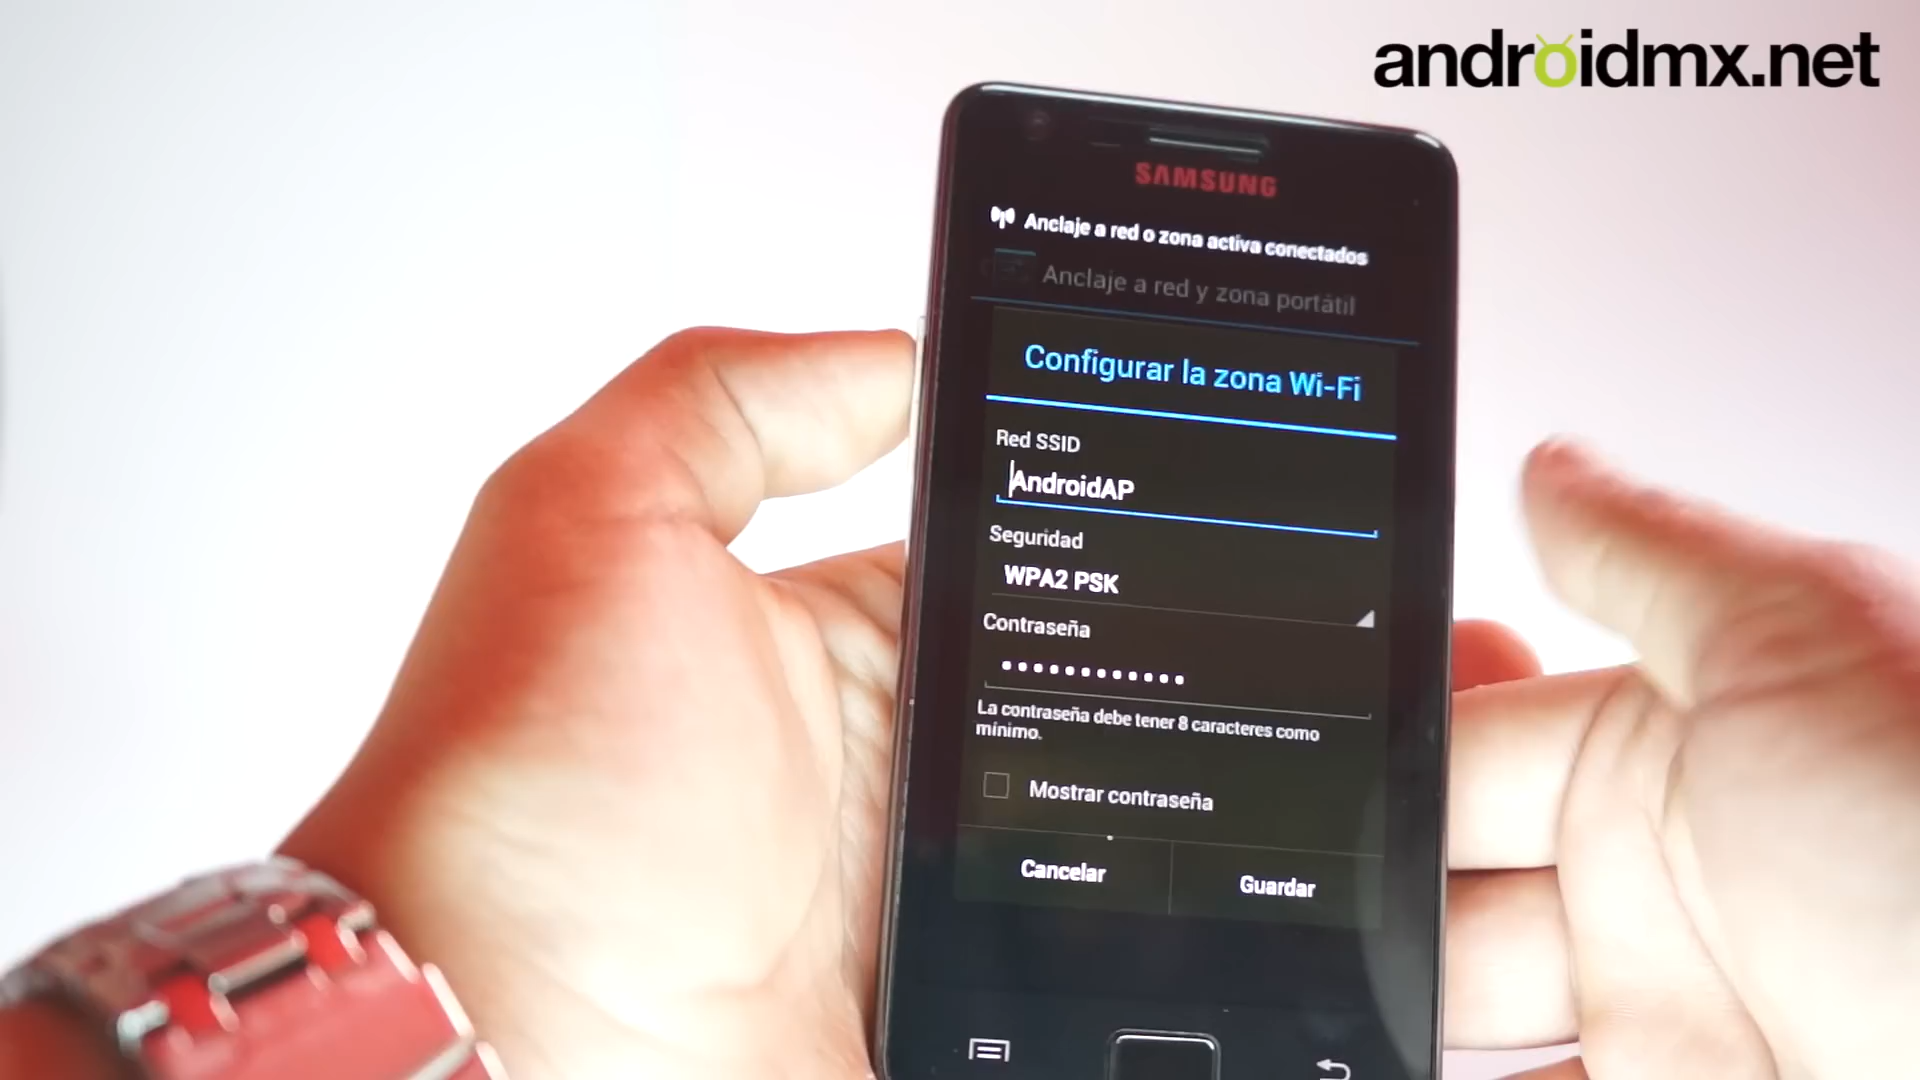 androidmx.net
SAMSUNG
Anclaje a red o zona activa conectados
Anclaje a red y zona portátil
Configurar la zona Wi-Fi
Red SSID
AndroidAP
Seguridad
WPA2 PSK
Contraseña
••••••••••••
La contraseña debe tener 8 caracteres como
mínimo.
Mostrar contraseña
Cancelar
Guardar